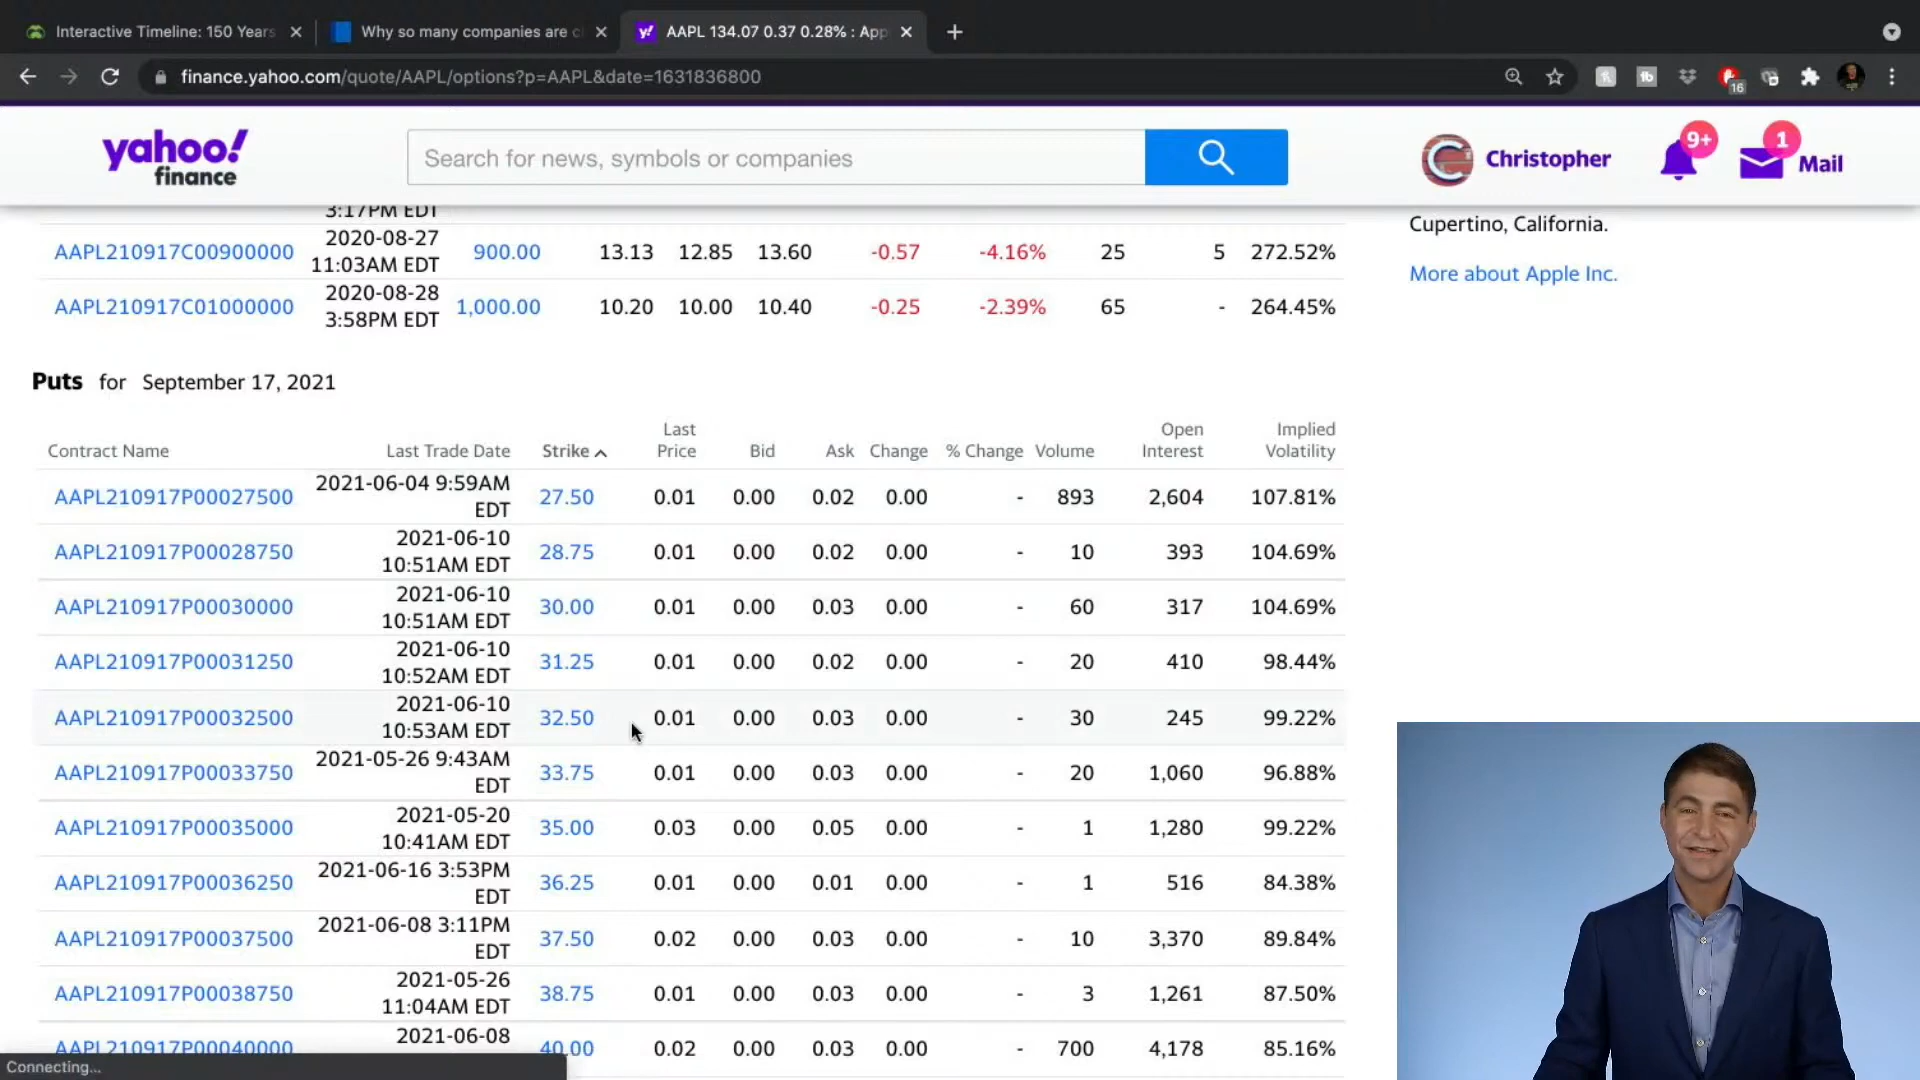 Interactive Timeline: 150 Years
Why so many companies are c
AAPL 134.07 0.37 0.28% : App
finance.yahoo.com/quote/AAPL/options?p=AAPL&date=1631836800
16
yahoo!
finance
Search for news, symbols or companies
Christopher
9+
1
Mail
3:17PM EDT
AAPL210917C00900000 2020-08-27 11:03AM EDT 900.00 13.13 12.85 13.60 -0.57 -4.16% 25 5 272.52%
AAPL210917C01000000 2020-08-28 3:58PM EDT 1,000.00 10.20 10.00 10.40 -0.25 -2.39% 65 - 264.45%
Cupertino, California.
More about Apple Inc.
Puts for September 17, 2021
Contract Name Last Trade Date Strike Last Price Bid Ask Change % Change Volume Open Interest Implied Volatility
AAPL210917P00027500 2021-06-04 9:59AM EDT 27.50 0.01 0.00 0.02 0.00 - 893 2,604 107.81%
AAPL210917P00028750 2021-06-10 10:51AM EDT 28.75 0.01 0.00 0.02 0.00 - 10 393 104.69%
AAPL210917P00030000 2021-06-10 10:51AM EDT 30.00 0.01 0.00 0.03 0.00 - 60 317 104.69%
AAPL210917P00031250 2021-06-10 10:52AM EDT 31.25 0.01 0.00 0.02 0.00 - 20 410 98.44%
AAPL210917P00032500 2021-06-10 10:53AM EDT 32.50 0.01 0.00 0.03 0.00 - 30 245 99.22%
AAPL210917P00033750 2021-05-26 9:43AM EDT 33.75 0.01 0.00 0.03 0.00 - 20 1,060 96.88%
AAPL210917P00035000 2021-05-20 10:41AM EDT 35.00 0.03 0.00 0.05 0.00 - 1 1,280 99.22%
AAPL210917P00036250 2021-06-16 3:53PM EDT 36.25 0.01 0.00 0.01 0.00 - 1 516 84.38%
AAPL210917P00037500 2021-06-08 3:11PM EDT 37.50 0.02 0.00 0.03 0.00 - 10 3,370 89.84%
AAPL210917P00038750 2021-05-26 11:04AM EDT 38.75 0.01 0.00 0.03 0.00 - 3 1,261 87.50%
AAPL210917P00040000 2021-06-08 40.00 0.02 0.00 0.03 0.00 - 700 4,178 85.16%
Connecting...